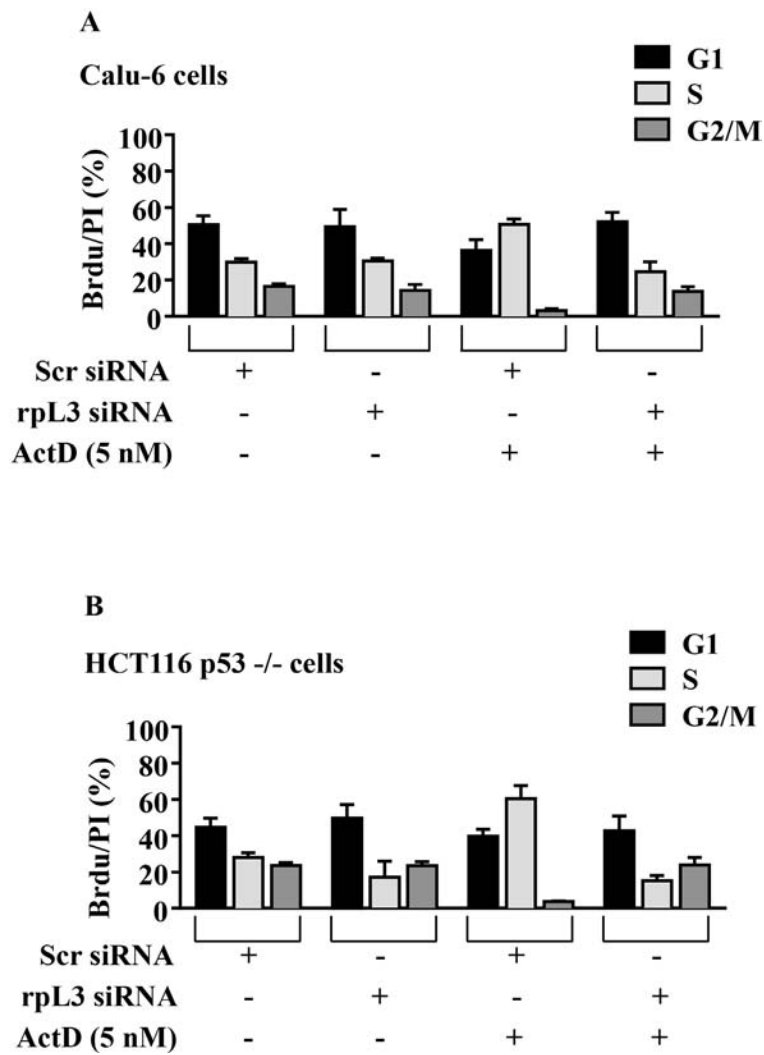 A
Calu-6 cells
G1
S
G2/M
Brdu/PI (%)
100
80
60
40
20
0
Scr siRNA + - + -
rpL3 siRNA - + - +
ActD (5 nM) - - + +
B
HCT116 p53 -/- cells
G1
S
G2/M
Brdu/PI (%)
100
80
60
40
20
0
Scr siRNA + - + -
rpL3 siRNA - + - +
ActD (5 nM) - - + +